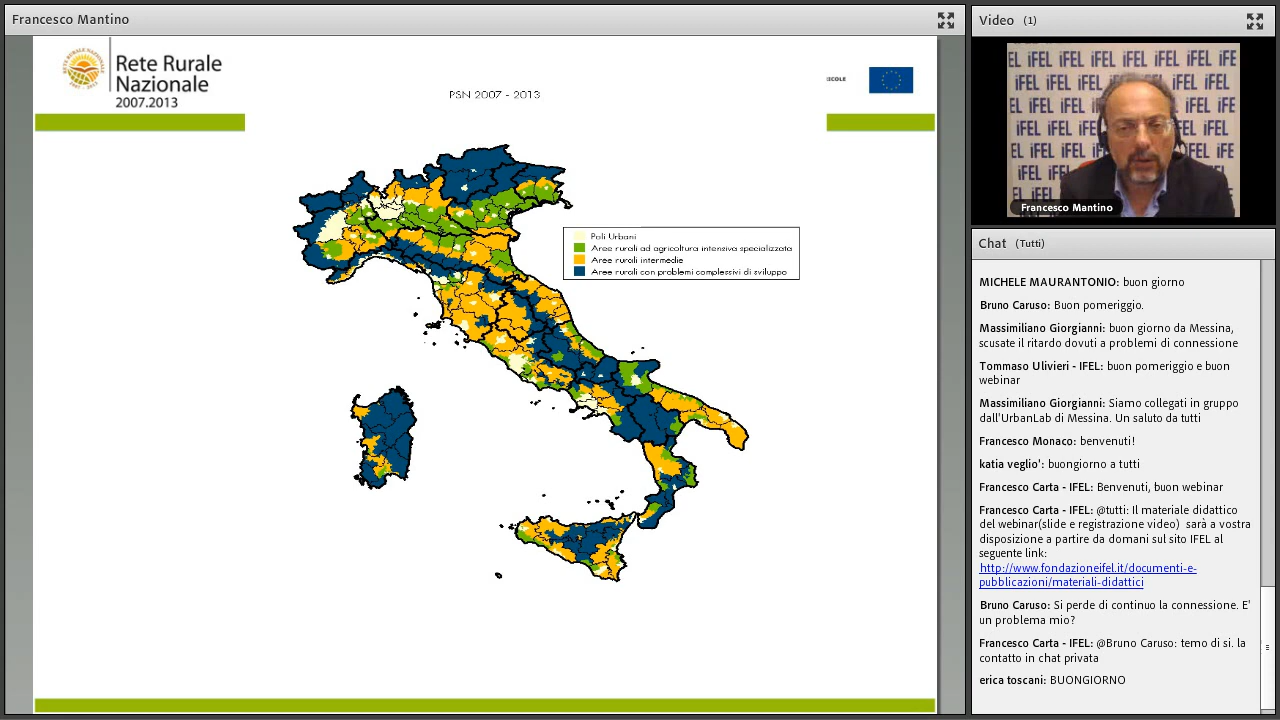 Francesco Mantino
Rete Rurale
Nazionale
2007.2013
PSN 2007 - 2013
Poli Urbani
Aree rurali ad agricoltura intensiva specializzata
Aree rurali intermedie
Aree rurali con problemi complessivi di sviluppo
Video (1)
iFEL iFEL iFEL iFEL iFEL
Francesco Mantino
Chat (Tutti)
MICHELE MAURANTONIO: buon giorno
Bruno Caruso: Buon pomeriggio.
Massimiliano Giorgianni: buon giorno da Messina,
scusate il ritardo dovuti a problemi di connessione
Tommaso Ulivieri - IFEL: buon pomeriggio e buon
webinar
Massimiliano Giorgianni: Siamo collegati in gruppo
dall'UrbanLab di Messina. Un saluto da tutti
Francesco Monaco: benvenuti!
katia veglio': buongiorno a tutti
Francesco Carta - IFEL: Benvenuti, buon webinar
Francesco Carta - IFEL: @tutti: Il materiale didattico
del webinar(slide e registrazione video) sarà a vostra
disposizione a partire da domani sul sito IFEL al
seguente link:
http://www.fondazioneifel.it/documenti-e-
pubblicazioni/materiali-didattici
Bruno Caruso: Si perde di continuo la connessione. E'
un problema mio?
Francesco Carta - IFEL: @Bruno Caruso: temo di si. la
contatto in chat privata
erica toscani: BUONGIORNO